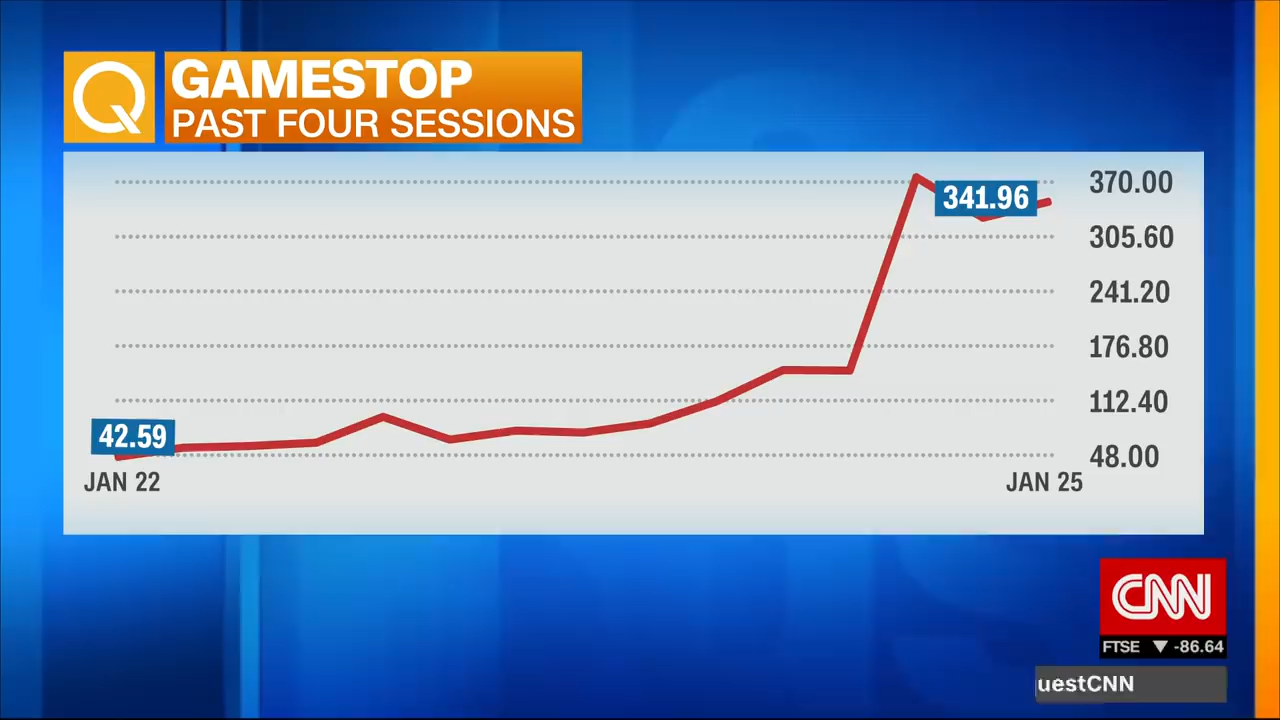 GAMESTOP
PAST FOUR SESSIONS
370.00
341.96
305.60
241.20
176.80
112.40
42.59
48.00
JAN 22
JAN 25
CNN
FTSE ▼ -86.64
uestCNN